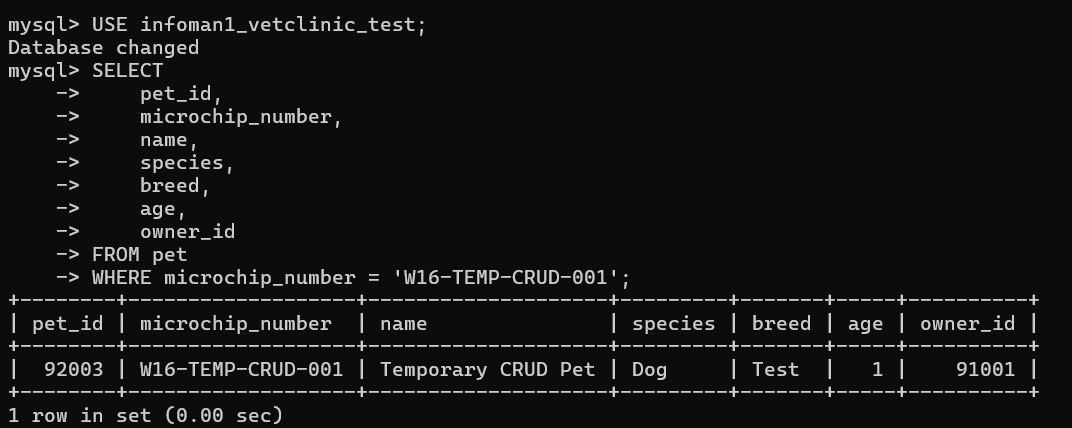 mysql> USE infoman1_vetclinic_test;
Database changed
mysql> SELECT
    ->     pet_id,
    ->     microchip_number,
    ->     name,
    ->     species,
    ->     breed,
    ->     age,
    ->     owner_id
    -> FROM pet
    -> WHERE microchip_number = 'W16-TEMP-CRUD-001';
+--------+-------------------+--------------------+---------+-------+-----+----------+
| pet_id | microchip_number  | name               | species | breed | age | owner_id |
+--------+-------------------+--------------------+---------+-------+-----+----------+
|  92003 | W16-TEMP-CRUD-001 | Temporary CRUD Pet | Dog     | Test  |   1 |    91001 |
+--------+-------------------+--------------------+---------+-------+-----+----------+
1 row in set (0.00 sec)